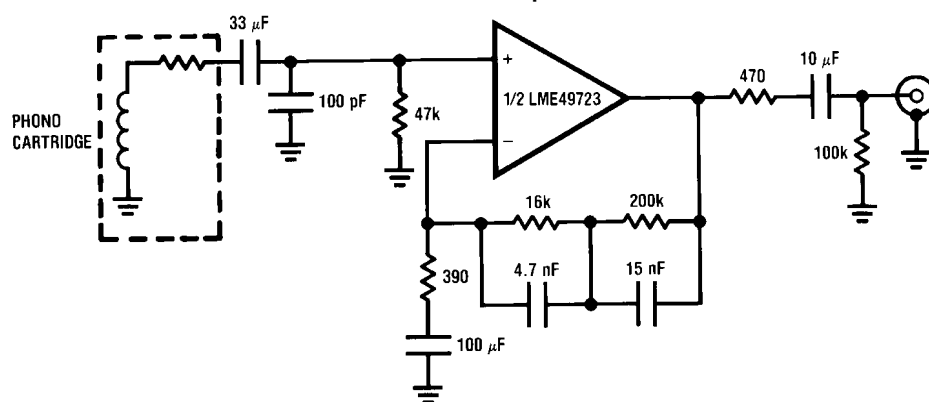 33 μF
PHONO
CARTRIDGE
100 pF
47k
+
−
1/2 LME49723
470
10 μF
100k
16k
200k
4.7 nF
15 nF
390
100 μF